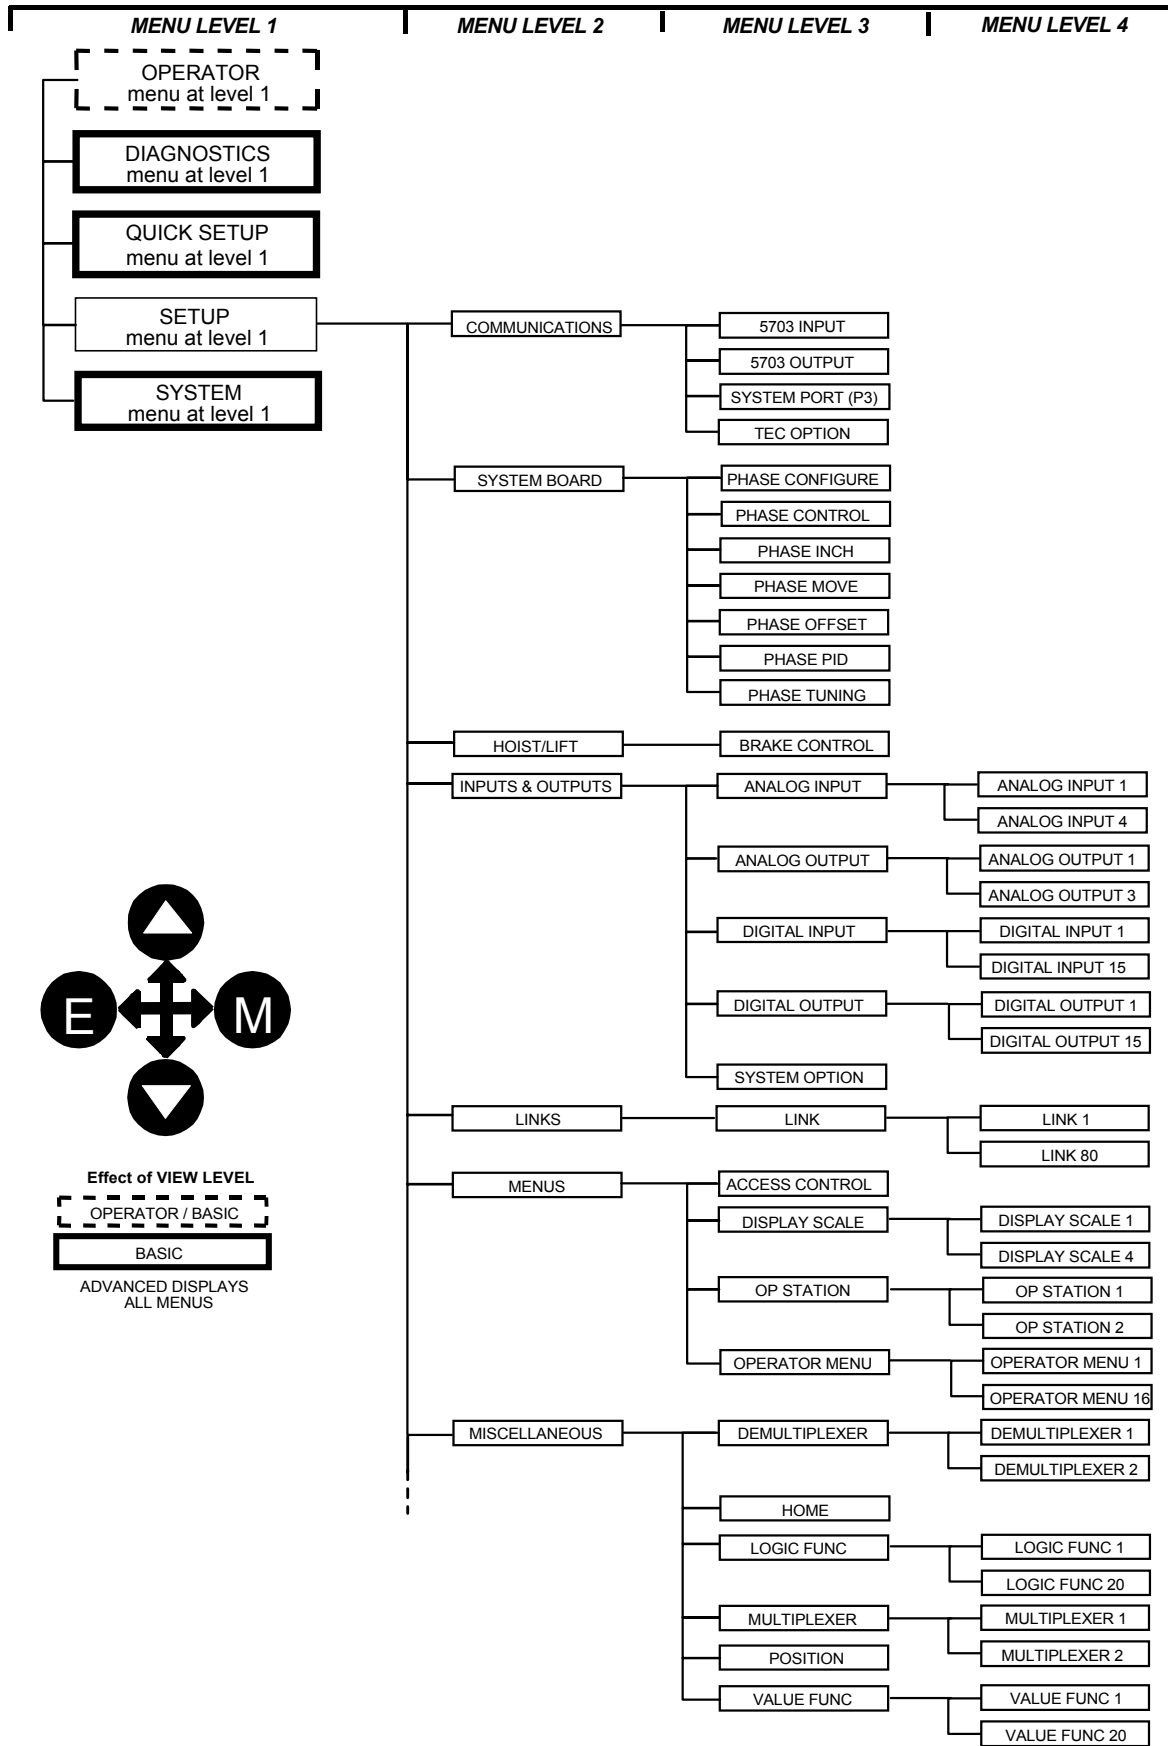 MENU LEVEL 1
MENU LEVEL 2
MENU LEVEL 3
MENU LEVEL 4
OPERATOR
menu at level 1
DIAGNOSTICS
menu at level 1
QUICK SETUP
menu at level 1
SETUP
menu at level 1
SYSTEM
menu at level 1
COMMUNICATIONS
5703 INPUT
5703 OUTPUT
SYSTEM PORT (P3)
TEC OPTION
SYSTEM BOARD
PHASE CONFIGURE
PHASE CONTROL
PHASE INCH
PHASE MOVE
PHASE OFFSET
PHASE PID
PHASE TUNING
HOIST/LIFT
BRAKE CONTROL
INPUTS & OUTPUTS
ANALOG INPUT
ANALOG INPUT 1
ANALOG INPUT 4
ANALOG OUTPUT
ANALOG OUTPUT 1
ANALOG OUTPUT 3
DIGITAL INPUT
DIGITAL INPUT 1
DIGITAL INPUT 15
DIGITAL OUTPUT
DIGITAL OUTPUT 1
DIGITAL OUTPUT 15
SYSTEM OPTION
LINKS
LINK
LINK 1
LINK 80
MENUS
ACCESS CONTROL
DISPLAY SCALE
DISPLAY SCALE 1
DISPLAY SCALE 4
OP STATION
OP STATION 1
OP STATION 2
OPERATOR MENU
OPERATOR MENU 1
OPERATOR MENU 16
MISCELLANEOUS
DEMULTIPLEXER
DEMULTIPLEXER 1
DEMULTIPLEXER 2
HOME
LOGIC FUNC
LOGIC FUNC 1
LOGIC FUNC 20
MULTIPLEXER
MULTIPLEXER 1
MULTIPLEXER 2
POSITION
VALUE FUNC
VALUE FUNC 1
VALUE FUNC 20
E
M
Effect of VIEW LEVEL
OPERATOR / BASIC
BASIC
ADVANCED DISPLAYS
ALL MENUS